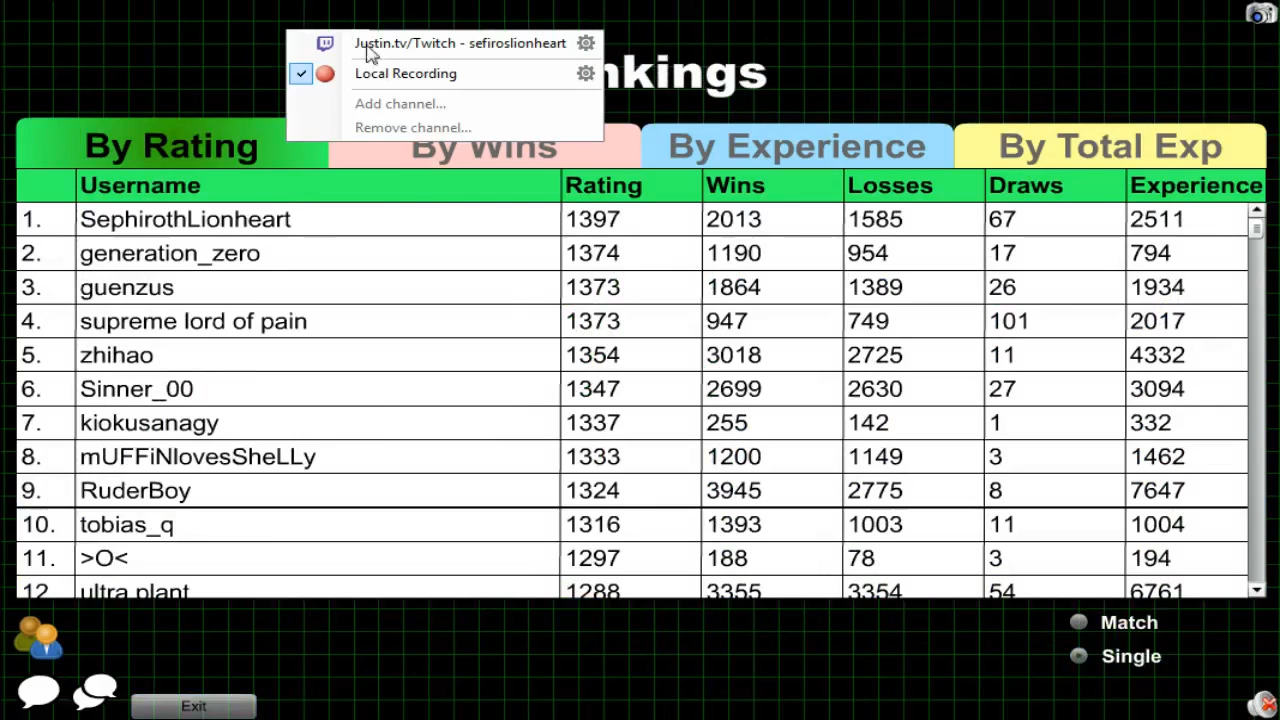 Justin.tv/Twitch - sefiroslionheart
Local Recording
Add channel...
Remove channel...
nkings
By Rating By Wins By Experience By Total Exp
Username Rating Wins Losses Draws Experience
1. SephirothLionheart 1397 2013 1585 67 2511
2. generation_zero 1374 1190 954 17 794
3. guenzus 1373 1864 1389 26 1934
4. supreme lord of pain 1373 947 749 101 2017
5. zhihao 1354 3018 2725 11 4332
6. Sinner_00 1347 2699 2630 27 3094
7. kiokusanagy 1337 255 142 1 332
8. mUFFiNlovesSheLLy 1333 1200 1149 3 1462
9. RuderBoy 1324 3945 2775 8 7647
10. tobias_q 1316 1393 1003 11 1004
11. >O< 1297 188 78 3 194
12. ultra plant 1288 3355 3354 54 6761
Match
Single
Exit